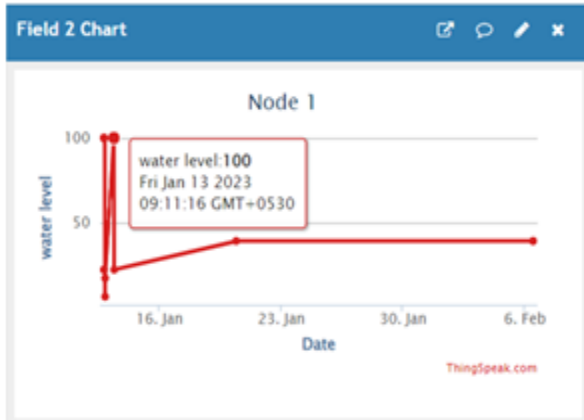 Field 2 Chart
Node 1
100
water level:100
Fri Jan 13 2023
09:11:16 GMT+0530
50
water level
16. Jan
23. Jan
30. Jan
6. Feb
Date
ThingSpeak.com